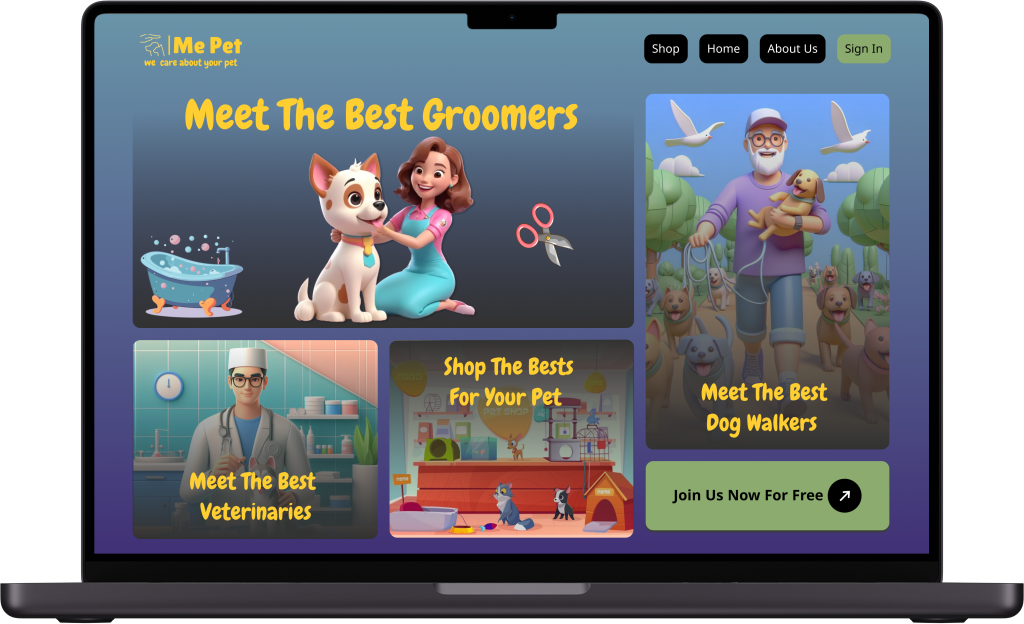 Me Pet
we care about your pet
Shop
Home
About Us
Sign In
Meet The Best Groomers
Meet The Best
Dog Walkers
Meet The Best
Veterinaries
Shop The Bests
For Your Pet
PET SHOP
Join Us Now For Free